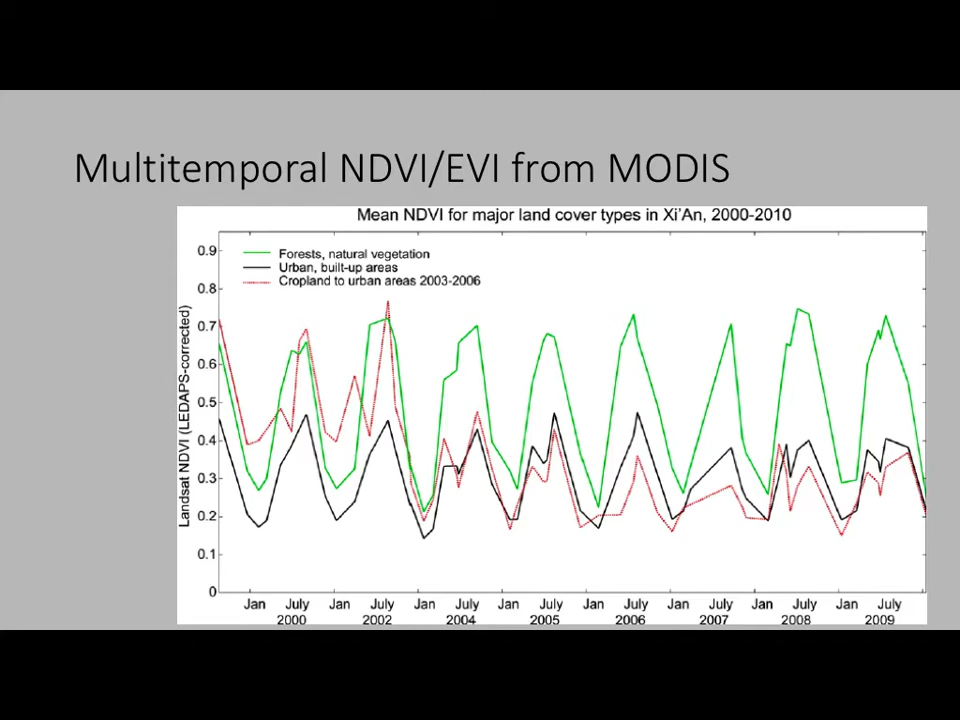 Multitemporal NDVI/EVI from MODIS
Mean NDVI for major land cover types in Xi'An, 2000-2010
Landsat NDVI (LEDAPS-corrected)
0.9
0.8
0.7
0.6
0.5
0.4
0.3
0.2
0.1
0
Forests, natural vegetation
Urban, built-up areas
Cropland to urban areas 2003-2006
Jan July Jan July Jan July Jan July Jan July Jan July Jan July Jan July
2000 2002 2004 2005 2006 2007 2008 2009